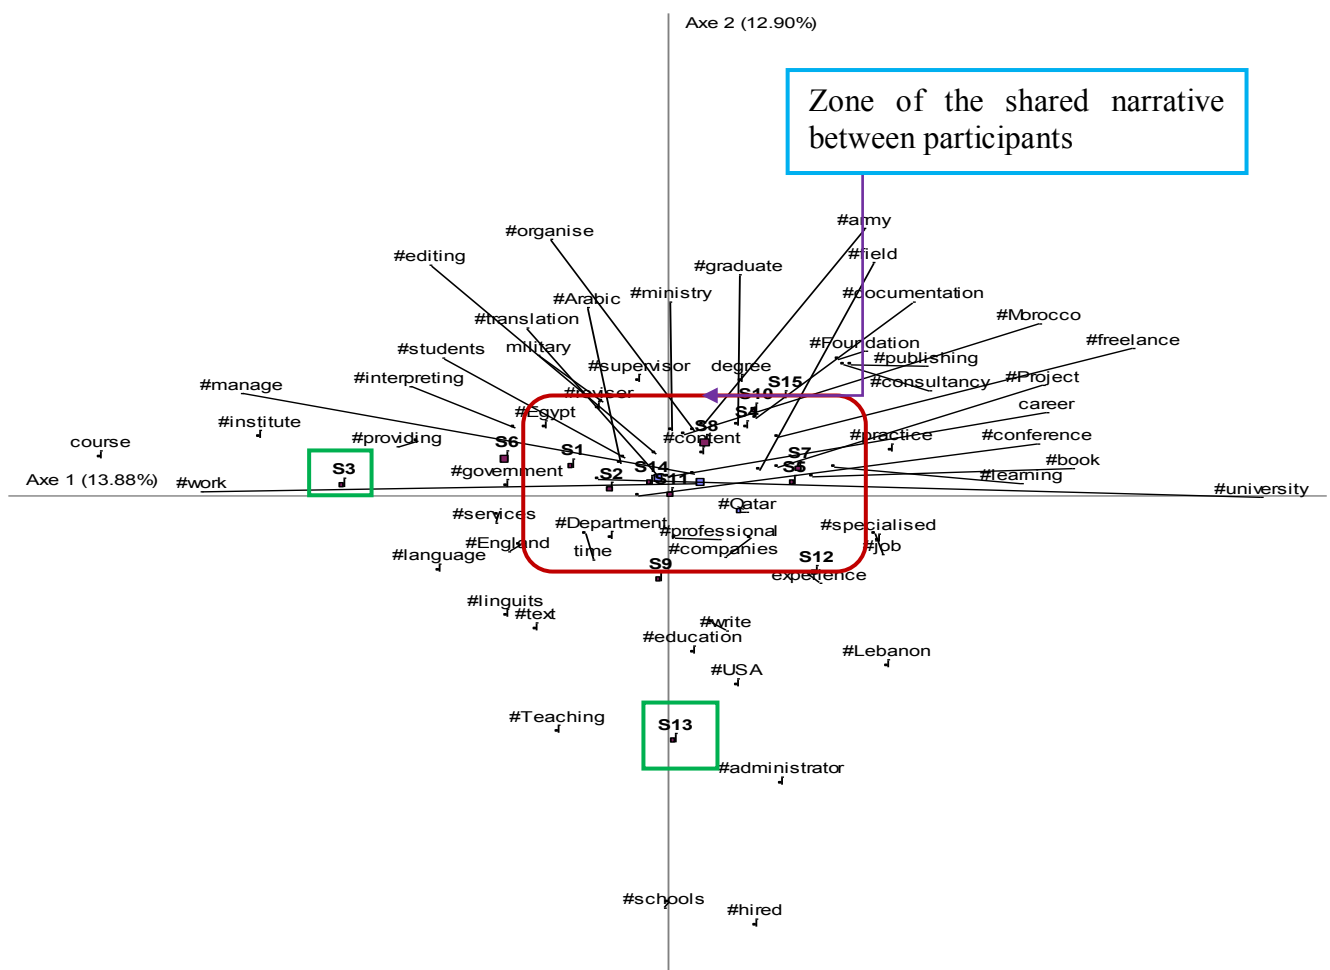 Axe 2 (12.90%)
Zone of the shared narrative
between participants
#army
#organise
#field
#editing
#graduate
#Arabic
#ministry
#documentation
#translation
#Morocco
#freelance
military
#Foundation
#students
#publishing
#supervisor
degree
#interpreting
#Project
#manage
#consultancy
S15
#reviser
S10
career
#institute
#Egypt
S4
S8
course
#providing
S6
#content
#practice
#conference
S1
S7
Axe 1 (13.88%)
S3
#government
S14
S5
#book
#work
S2
S11
#learning
#university
#Qatar
#services
#Department
#professional
#specialised
#England
time
#companies
#job
#language
S9
S12
experience
#linguits
#text
#write
#education
#Lebanon
#USA
#Teaching
S13
#administrator
#schools
#hired